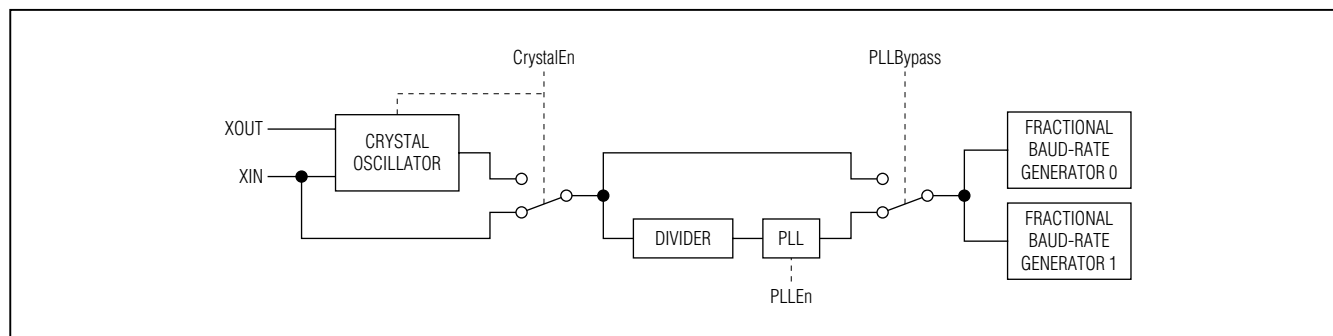 CrystalEn
PLLBypass
XOUT
XIN
CRYSTAL
OSCILLATOR
FRACTIONAL
BAUD-RATE
GENERATOR 0
DIVIDER
PLL
FRACTIONAL
BAUD-RATE
GENERATOR 1
PLLEn